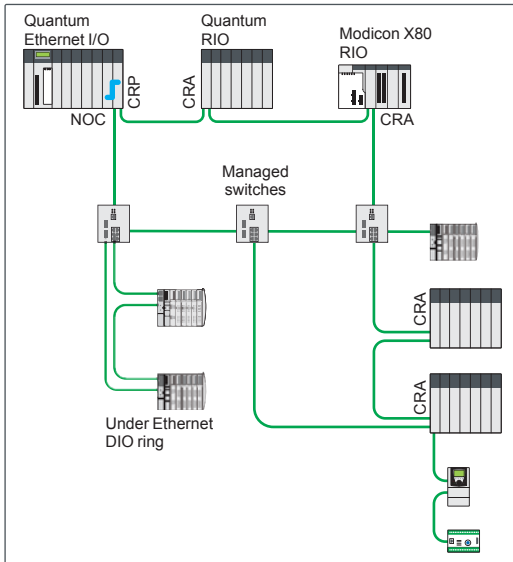 Quantum
Ethernet I/O
Quantum
RIO
Modicon X80
RIO
CRP
CRA
NOC
CRA
Managed
switches
CRA
CRA
Under Ethernet
DIO ring